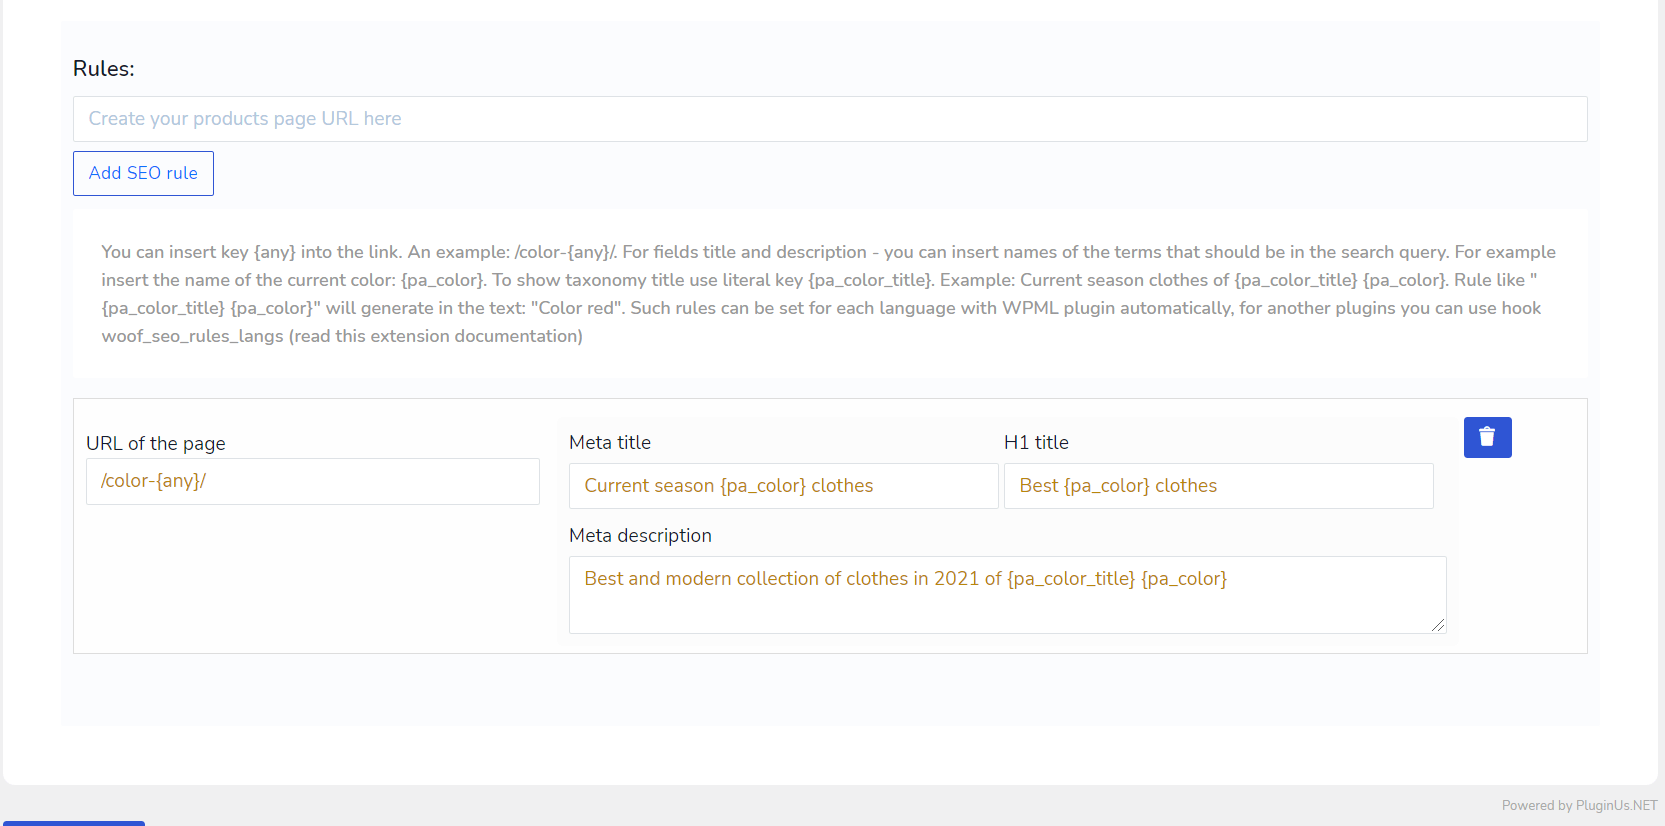 Rules:
Create your products page URL here
Add SEO rule
You can insert key {any} into the link. An example: /color-{any}/. For fields title and description - you can insert names of the terms that should be in the search query. For example
insert the name of the current color: {pa_color}. To show taxonomy title use literal key {pa_color_title}. Example: Current season clothes of {pa_color_title} {pa_color}. Rule like "
{pa_color_title} {pa_color}" will generate in the text: "Color red". Such rules can be set for each language with WPML plugin automatically, for another plugins you can use hook
woof_seo_rules_langs (read this extension documentation)
URL of the page
/color-{any}/
Meta title
Current season {pa_color} clothes
H1 title
Best {pa_color} clothes
Meta description
Best and modern collection of clothes in 2021 of {pa_color_title} {pa_color}
Powered by PluginUs.NET